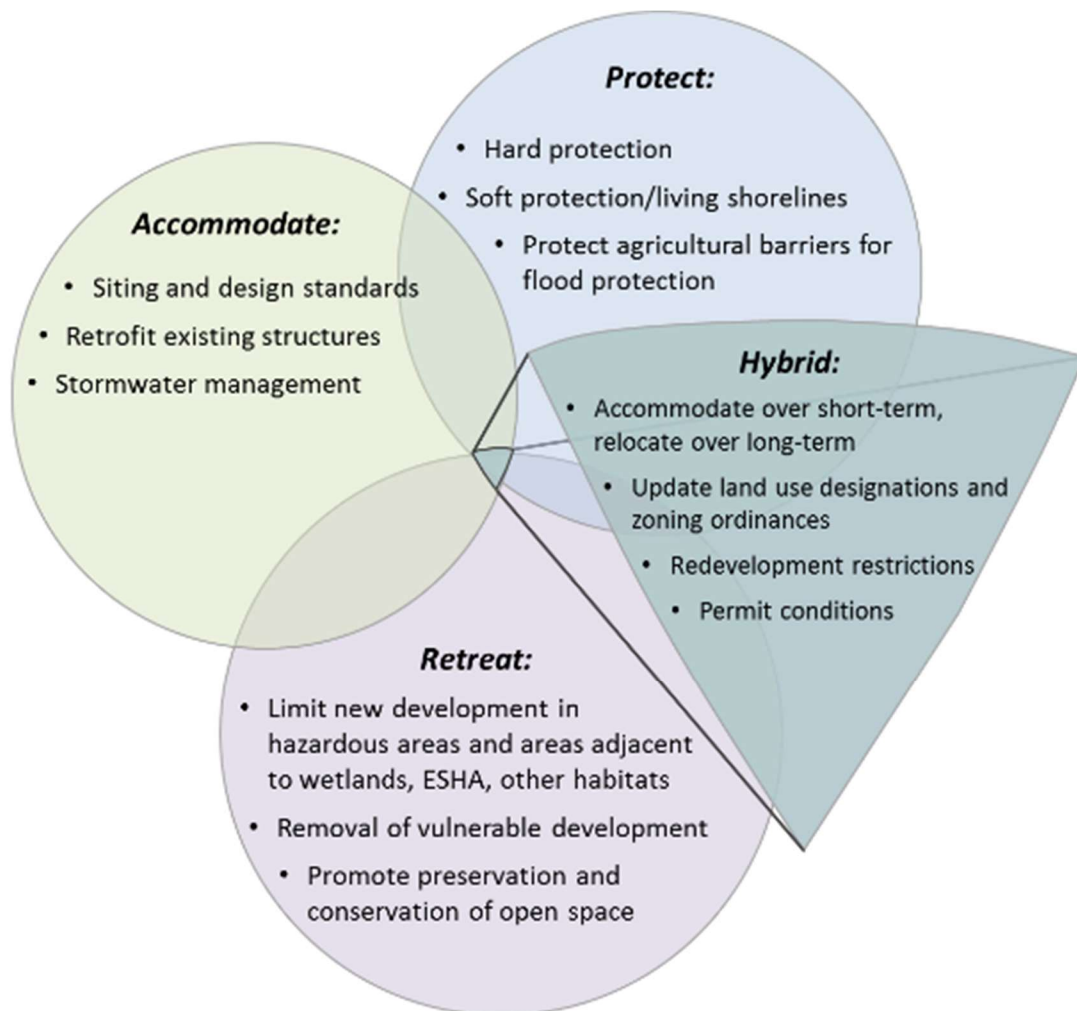 Protect:
• Hard protection
• Soft protection/living shorelines
• Protect agricultural barriers for
flood protection
Accommodate:
• Siting and design standards
• Retrofit existing structures
• Stormwater management
Hybrid:
• Accommodate over short-term,
relocate over long-term
• Update land use designations and
zoning ordinances
• Redevelopment restrictions
• Permit conditions
Retreat:
• Limit new development in
hazardous areas and areas adjacent
to wetlands, ESHA, other habitats
• Removal of vulnerable development
• Promote preservation and
conservation of open space